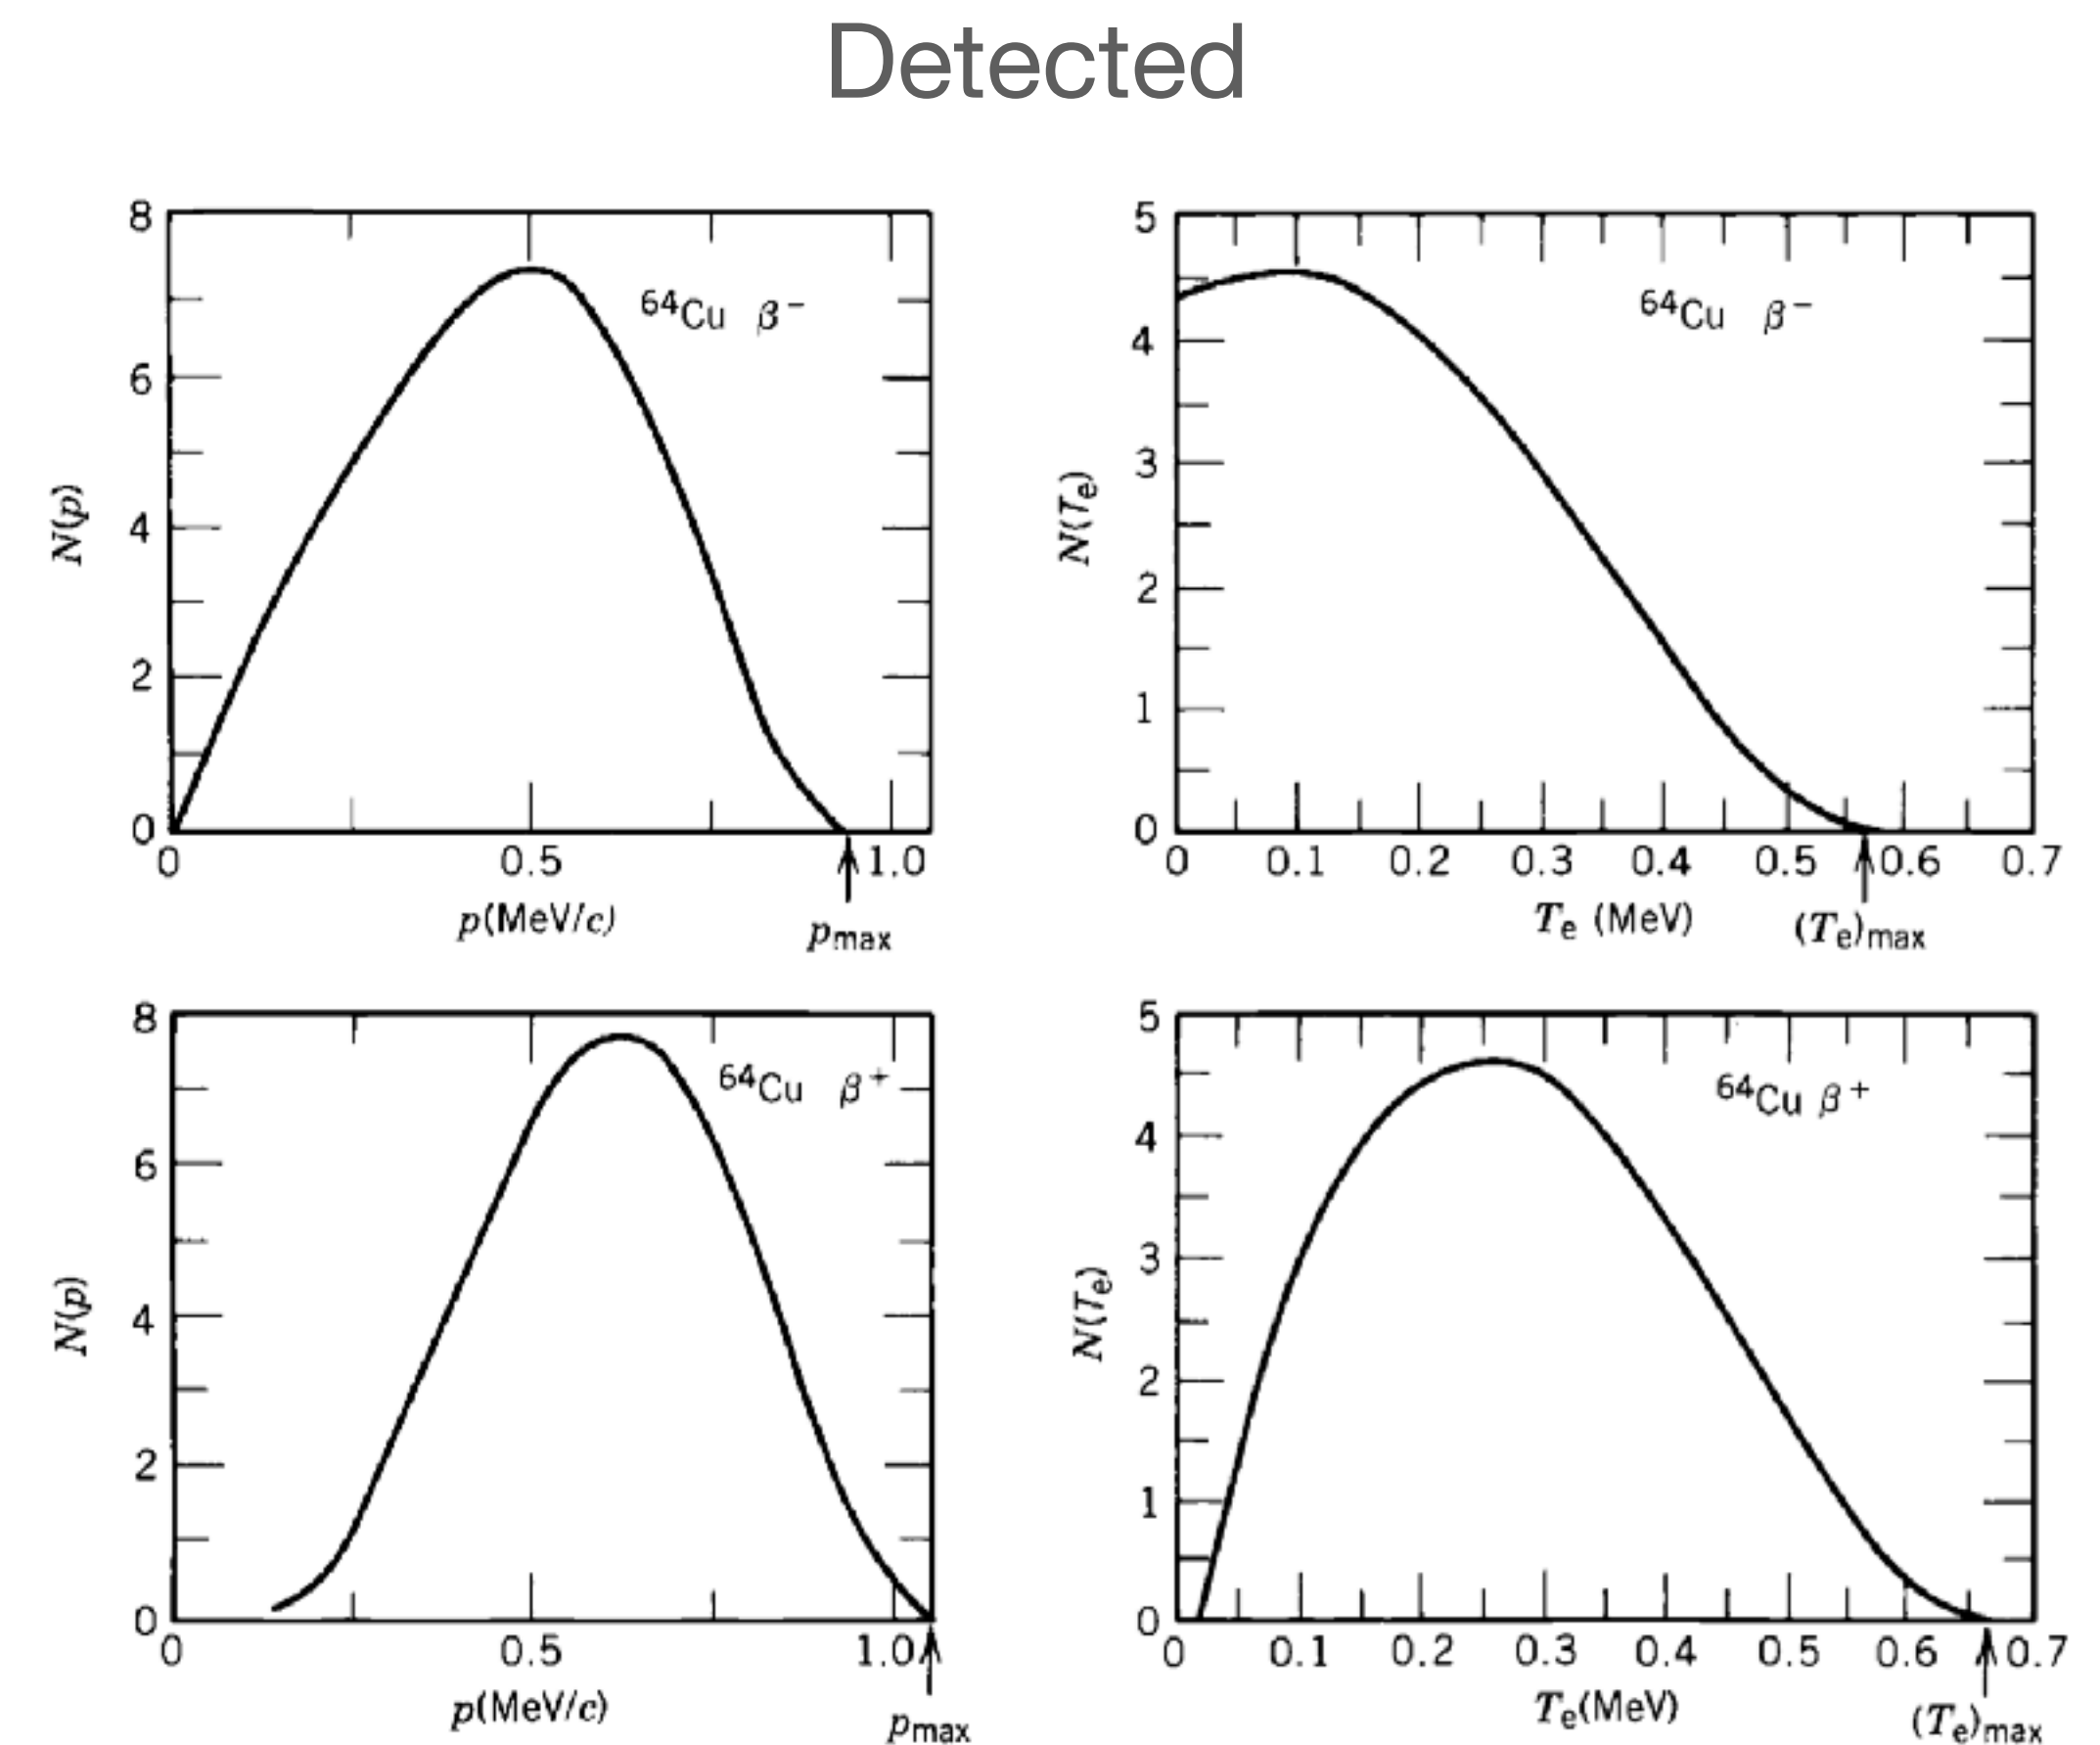 Detected
8
6
4
2
0
N(p)
⁶⁴Cu β⁻
0 0.5 1.0
p(MeV/c)
pmax
5
4
3
2
1
0
N(Te)
⁶⁴Cu β⁻
0 0.1 0.2 0.3 0.4 0.5 0.6 0.7
Te (MeV)
(Te)max
8
6
4
2
0
N(p)
⁶⁴Cu β⁺
0 0.5 1.0
p(MeV/c)
pmax
5
4
3
2
1
0
N(Te)
⁶⁴Cu β⁺
0 0.1 0.2 0.3 0.4 0.5 0.6 0.7
Te(MeV)
(Te)max